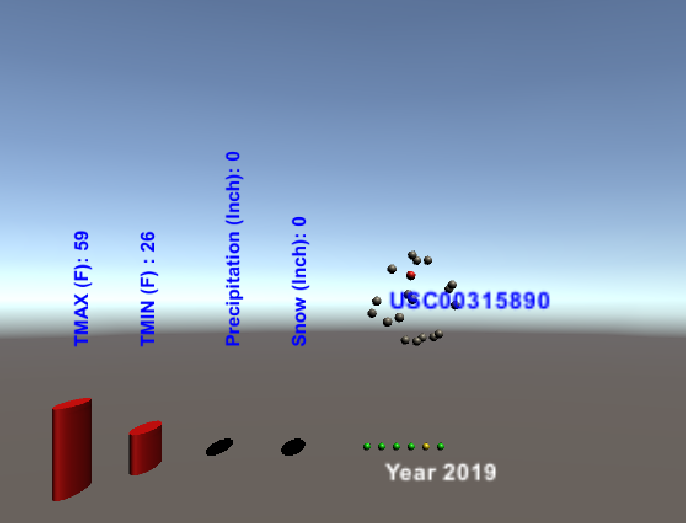 TMAX (F): 59
TMIN (F) : 26
Precipitation (Inch): 0
Snow (Inch): 0
USC00315890
Year 2019